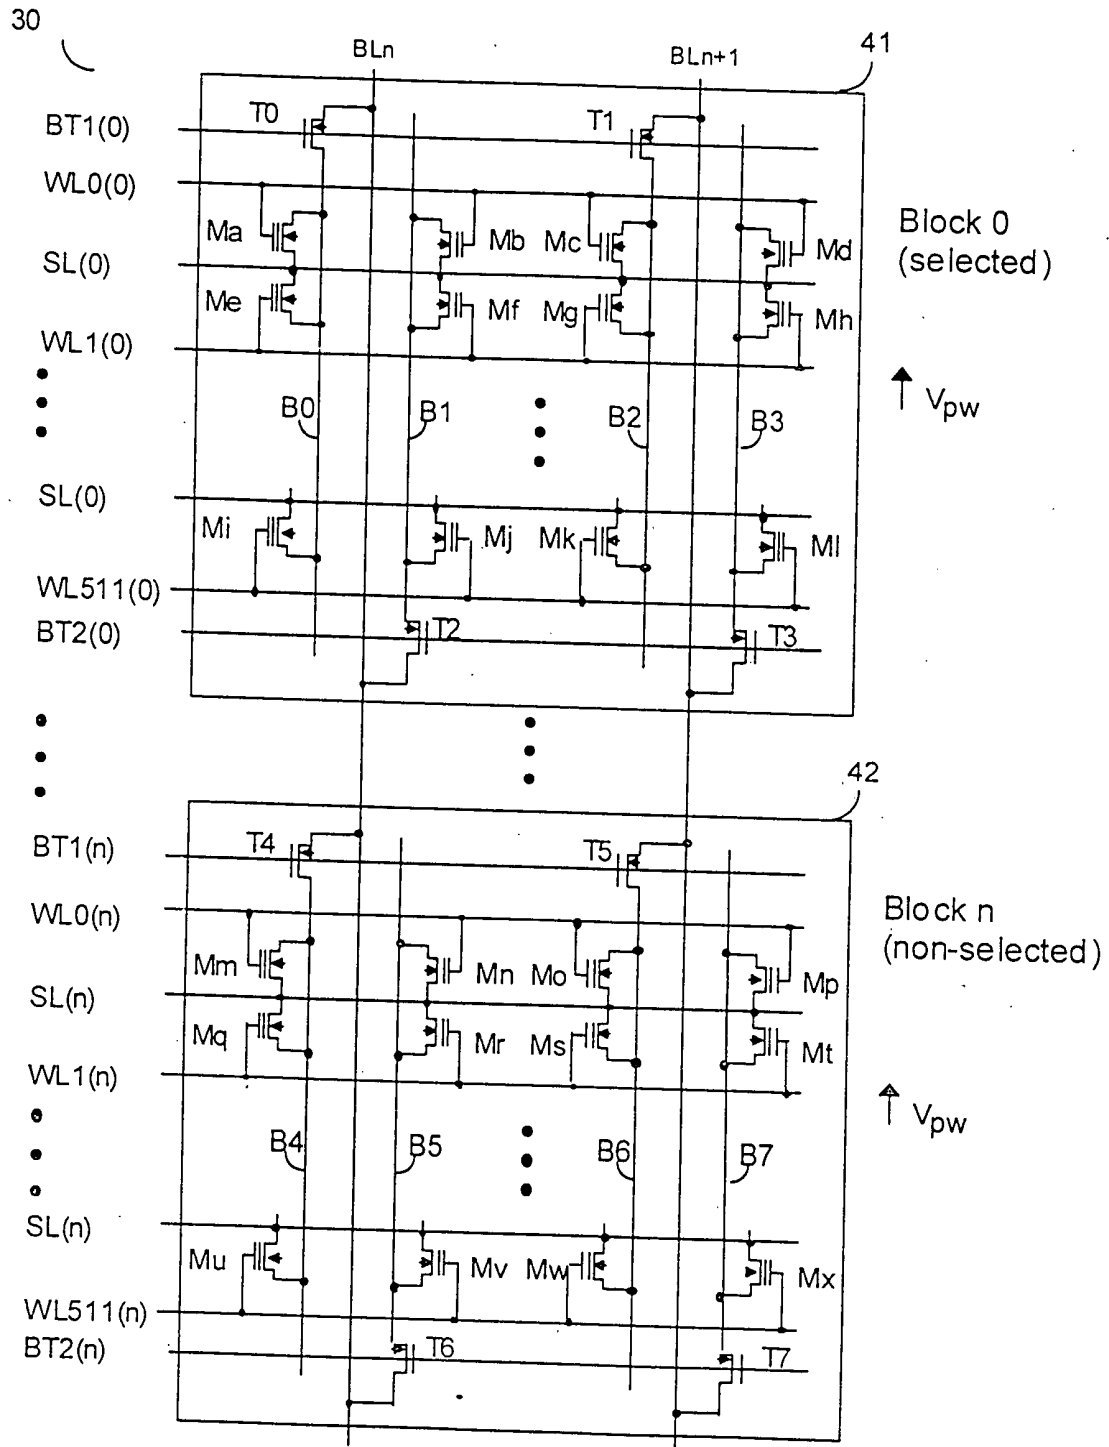 30
BLn
BLn+1
41
BT1(0)
T0
T1
WL0(0)
Ma
Mb
Mc
Md
Block 0
(selected)
SL(0)
Me
Mf
Mg
Mh
WL1(0)
Vpw
B0
B1
B2
B3
SL(0)
Mi
Mj
Mk
Ml
WL511(0)
BT2(0)
T2
T3
42
BT1(n)
T4
T5
WL0(n)
Block n
(non-selected)
Mm
Mn
Mo
Mp
SL(n)
Mq
Mr
Ms
Mt
WL1(n)
Vpw
B4
B5
B6
B7
SL(n)
Mu
Mv
Mw
Mx
WL511(n)
BT2(n)
T6
T7